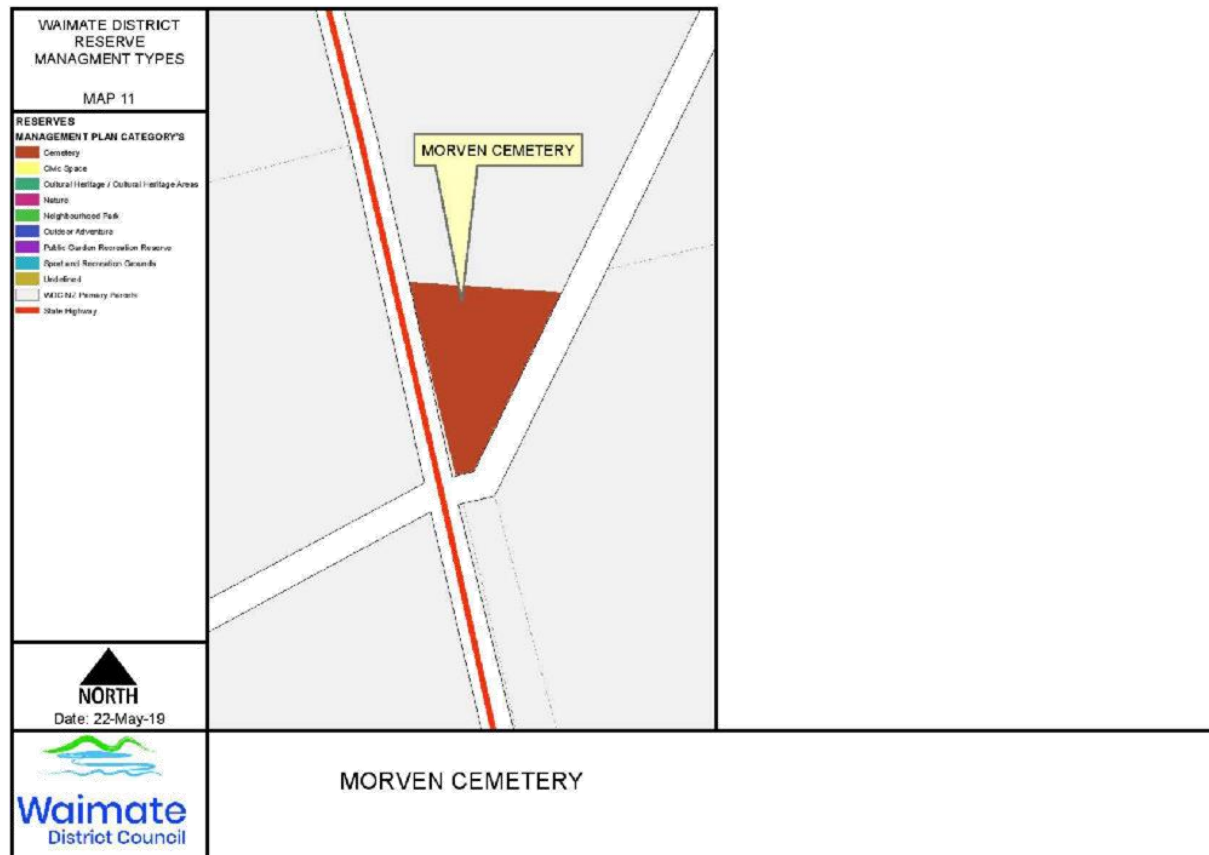 WAIMATE DISTRICT
RESERVE
MANAGMENT TYPES
MAP 11
RESERVES
MANAGEMENT PLAN CATEGORY'S
Cemetery
Civic Space
Cultural Heritage / Cultural Heritage Areas
Nature
Neighbourhood Park
Outdoor Adventure
Public Garden Recreation Reserve
Sport and Recreation Grounds
Undefined
WDC NZ Primary Parcels
State Highway
MORVEN CEMETERY
NORTH
Date: 22-May-19
Waimate
District Council
MORVEN CEMETERY